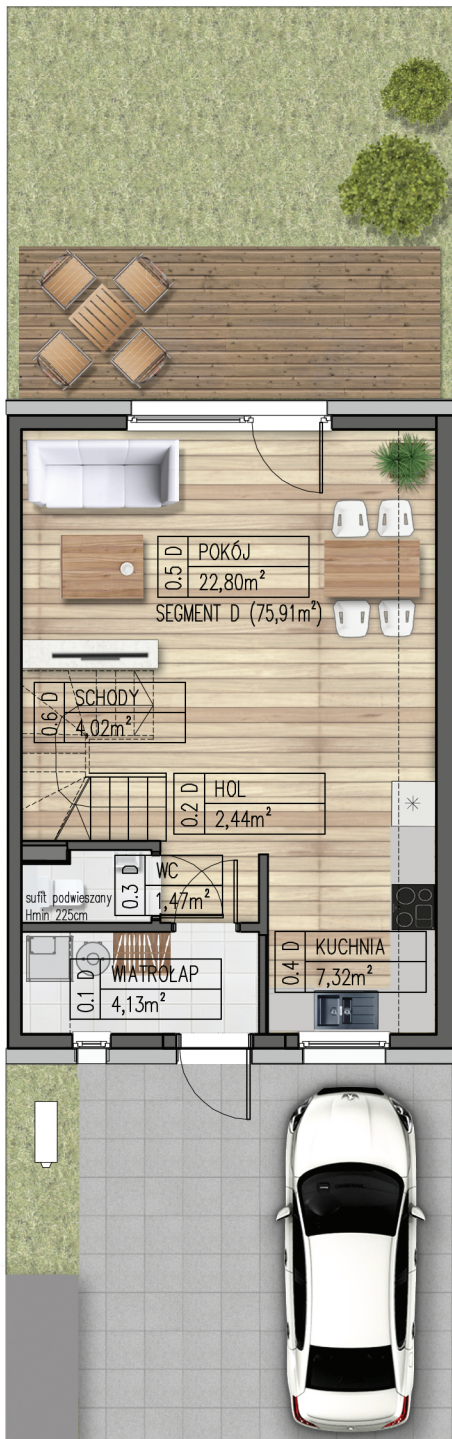 0.5 D
POKÓJ
22,80m²
SEGMENT D (75,91m²)
0.6 D
SCHODY
4,02m²
0.2 D
HOL
2,44m²
0.3 D
WC
1,47m²
sufit podwieszany
Hmin 225cm
0.1 D
WIATROŁAP
4,13m²
0.4 D
KUCHNIA
7,32m²